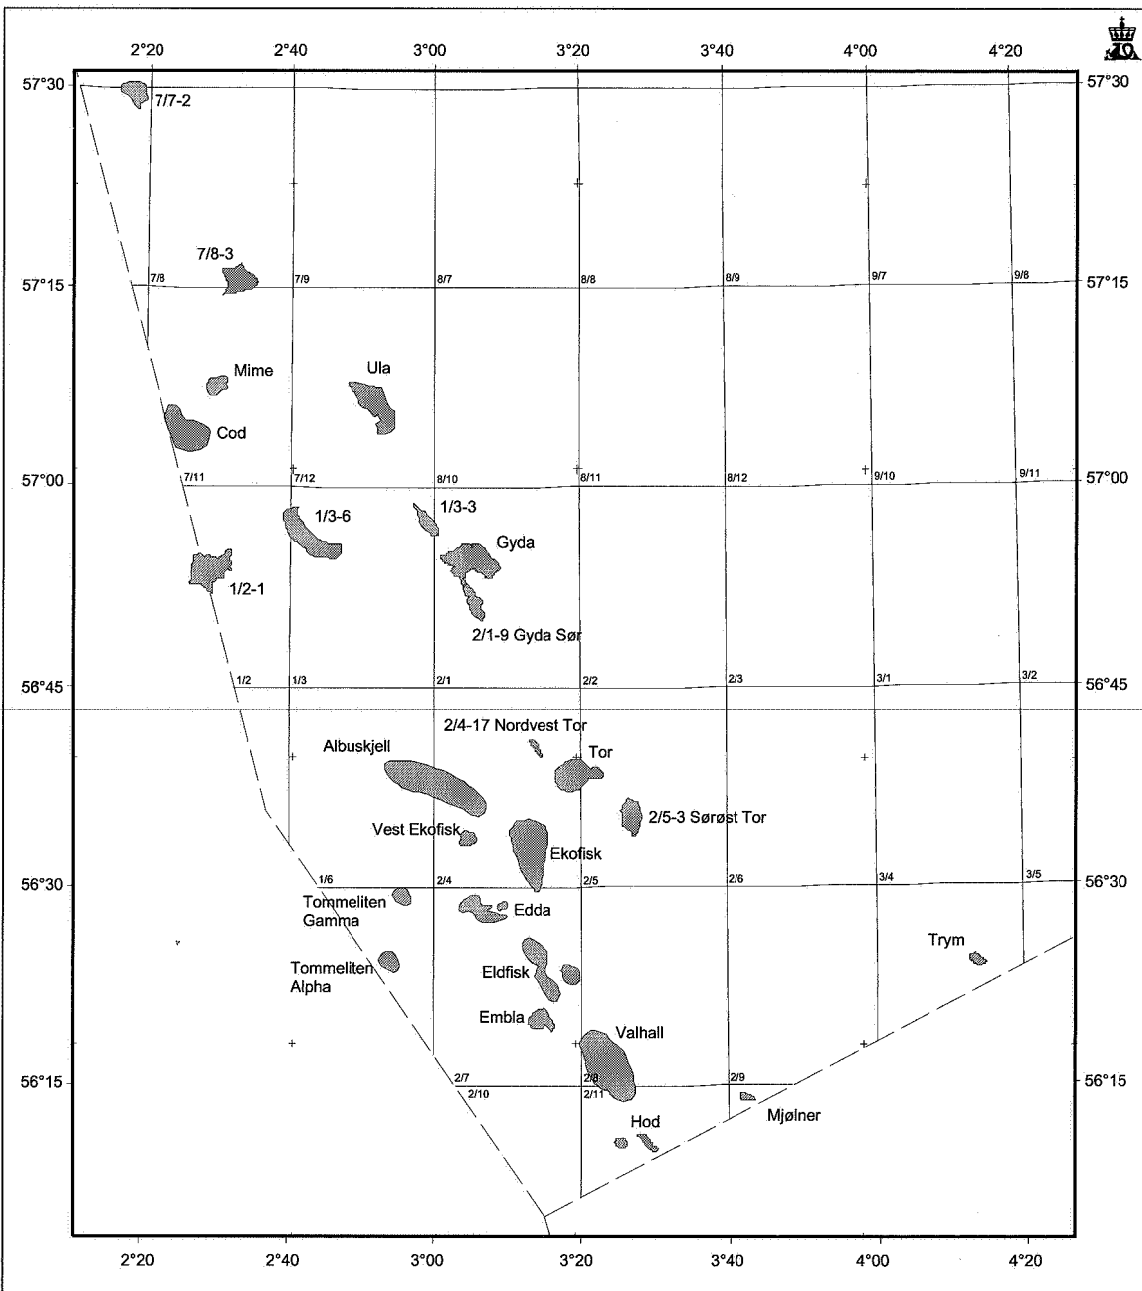 2°20 2°40 3°00 3°20 3°40 4°00 4°20
57°30 57°30
7/7-2
7/8-3
7/8 7/9 8/7 8/8 8/9 9/7 9/8
57°15 57°15
Mime Ula
Cod
57°00 57°00
7/11 7/12 8/10 8/11 8/12 9/10 9/11
1/3-6 1/3-3
Gyda
1/2-1
2/1-9 Gyda Sør
56°45 56°45
1/2 1/3 2/1 2/2 2/3 3/1 3/2
2/4-17 Nordvest Tor
Albuskjell Tor
2/5-3 Sørøst Tor
Vest Ekofisk
Ekofisk
56°30 56°30
1/6 2/4 2/5 2/6 3/4 3/5
Tommeliten
Gamma
Edda
Trym
Tommeliten
Alpha
Eldfisk
Embla
Valhall
56°15 56°15
2/7 2/8 2/9
2/10 2/11
Mjølner
Hod
2°20 2°40 3°00 3°20 3°40 4°00 4°20